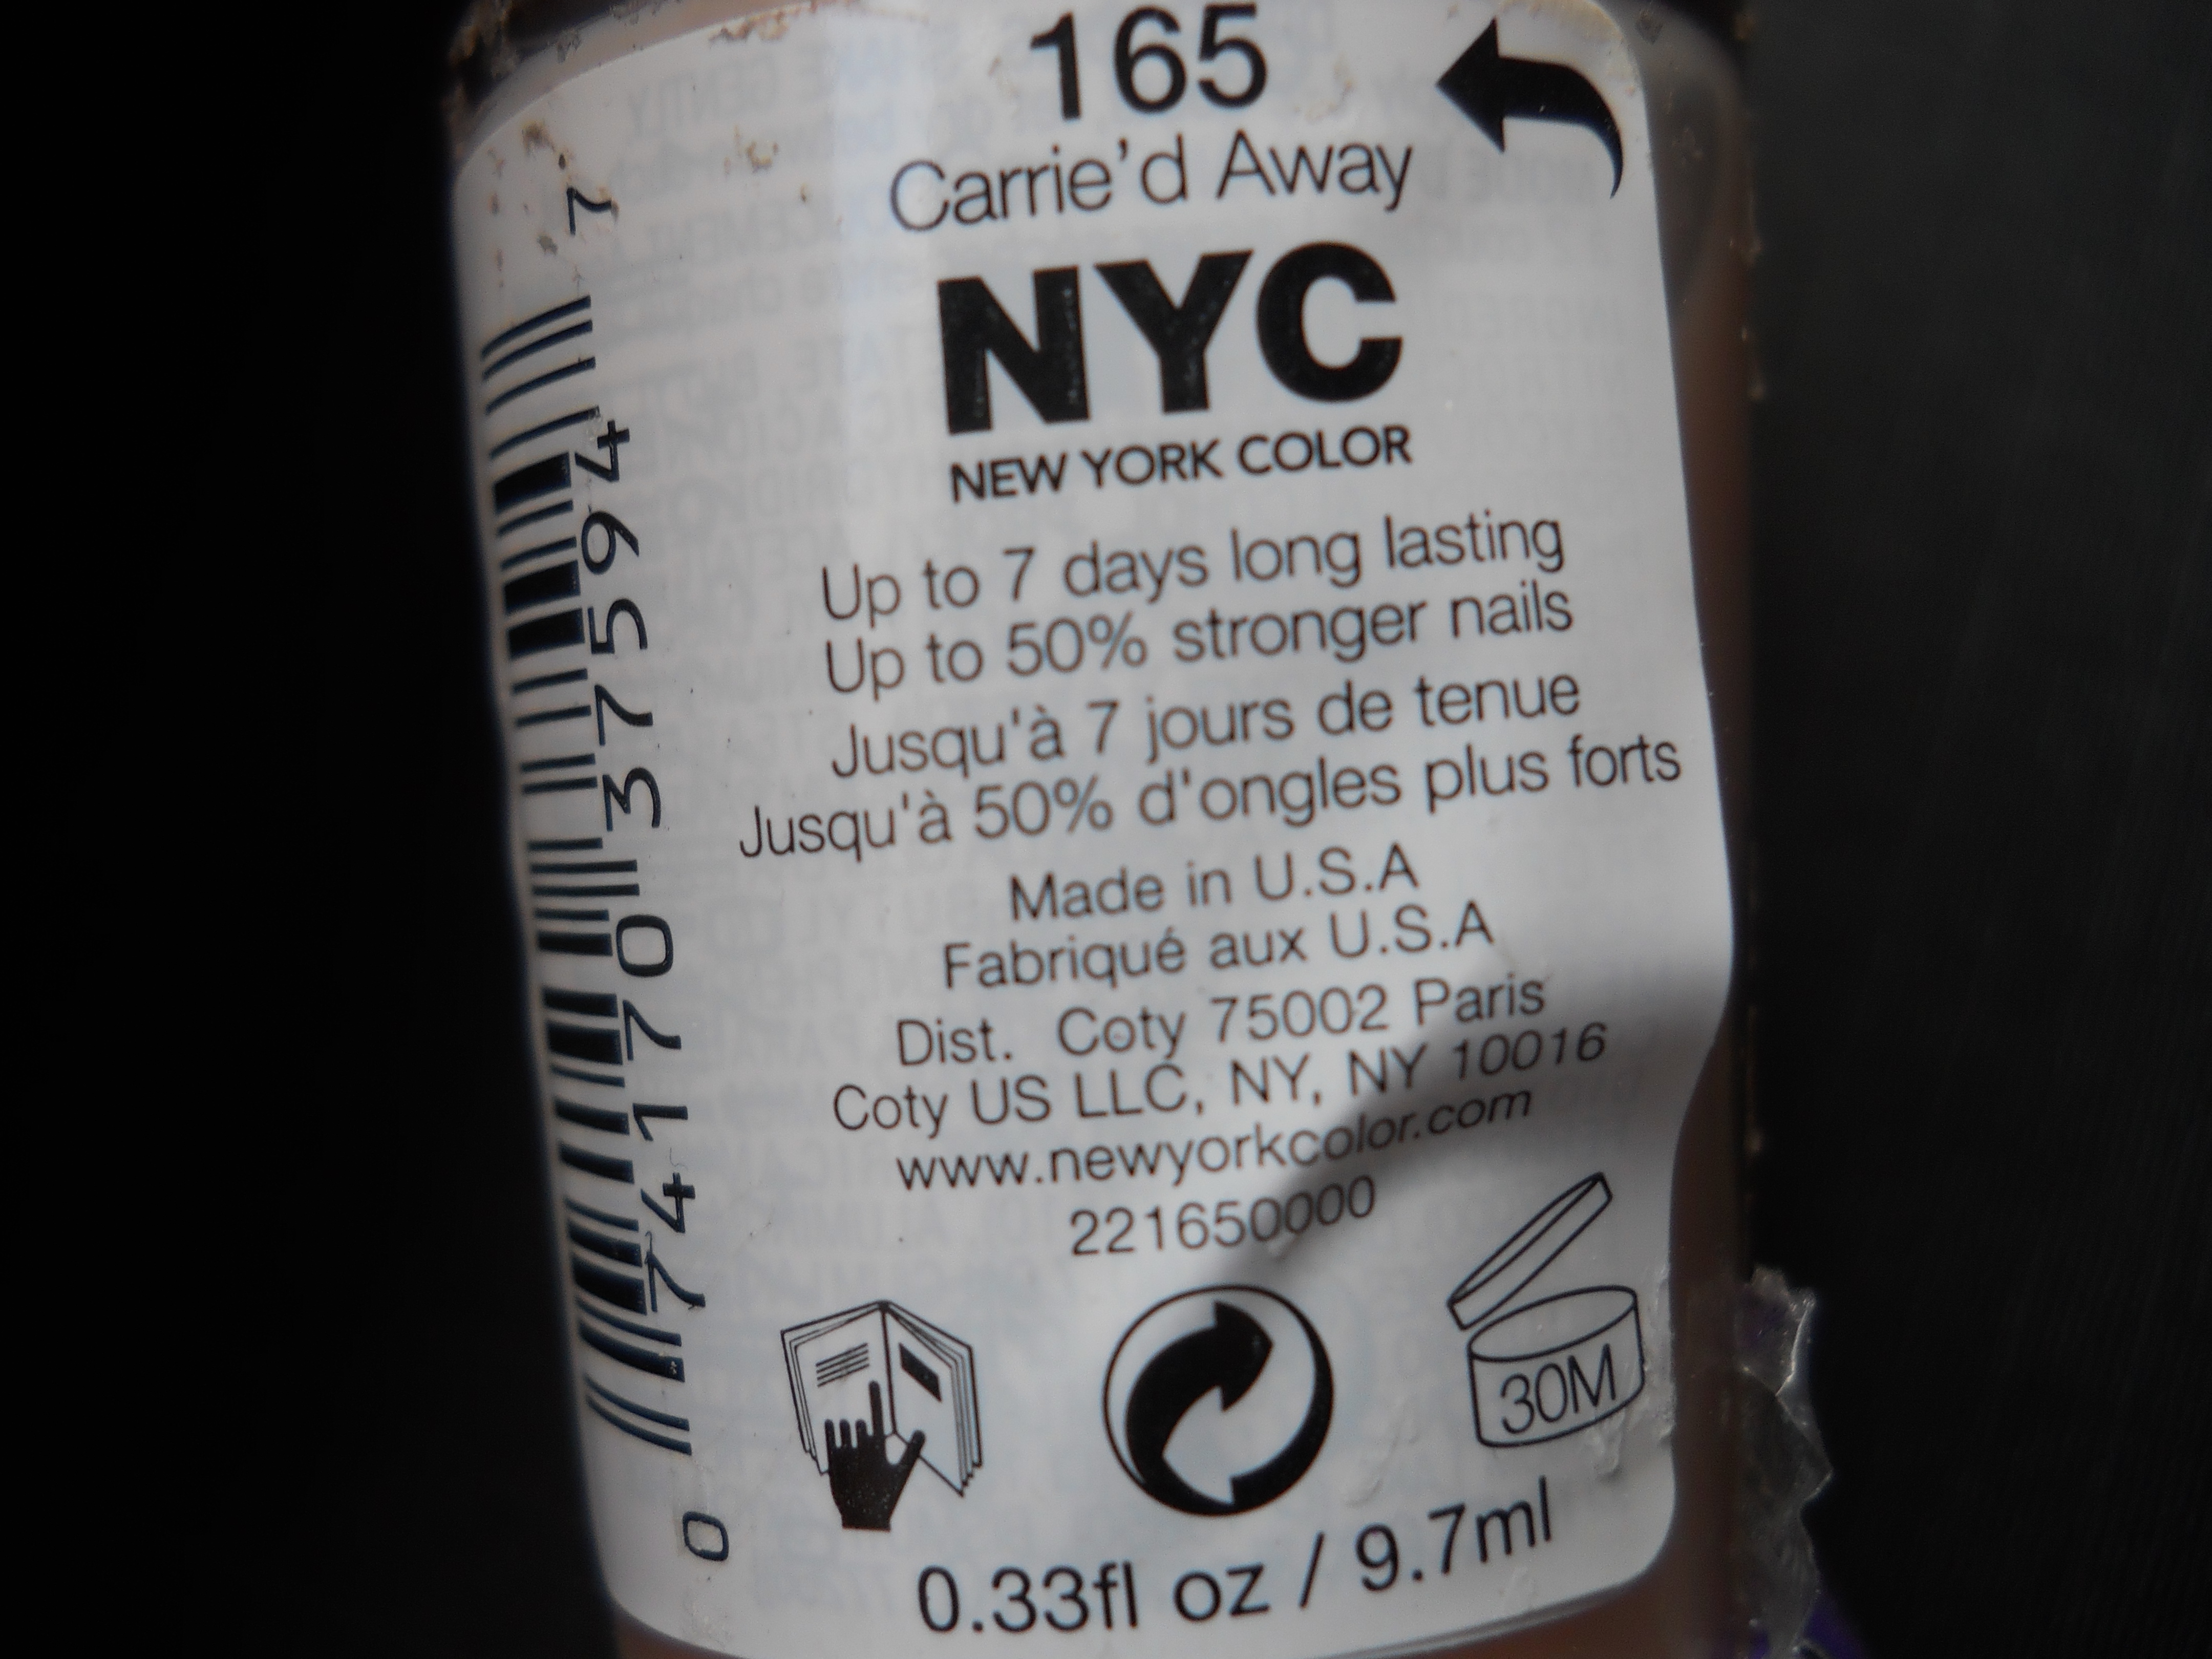 165
Carrie'd Away
NYC
NEW YORK COLOR
Up to 7 days long lasting
Up to 50% stronger nails
Jusqu'à 7 jours de tenue
Jusqu'à 50% d'ongles plus forts
Made in U.S.A
Fabriqué aux U.S.A
Dist. Coty 75002 Paris
Coty US LLC, NY, NY 10016
www.newyorkcolor.com
221650000
30M
0.33fl oz / 9.7ml
0 74170 37594 7